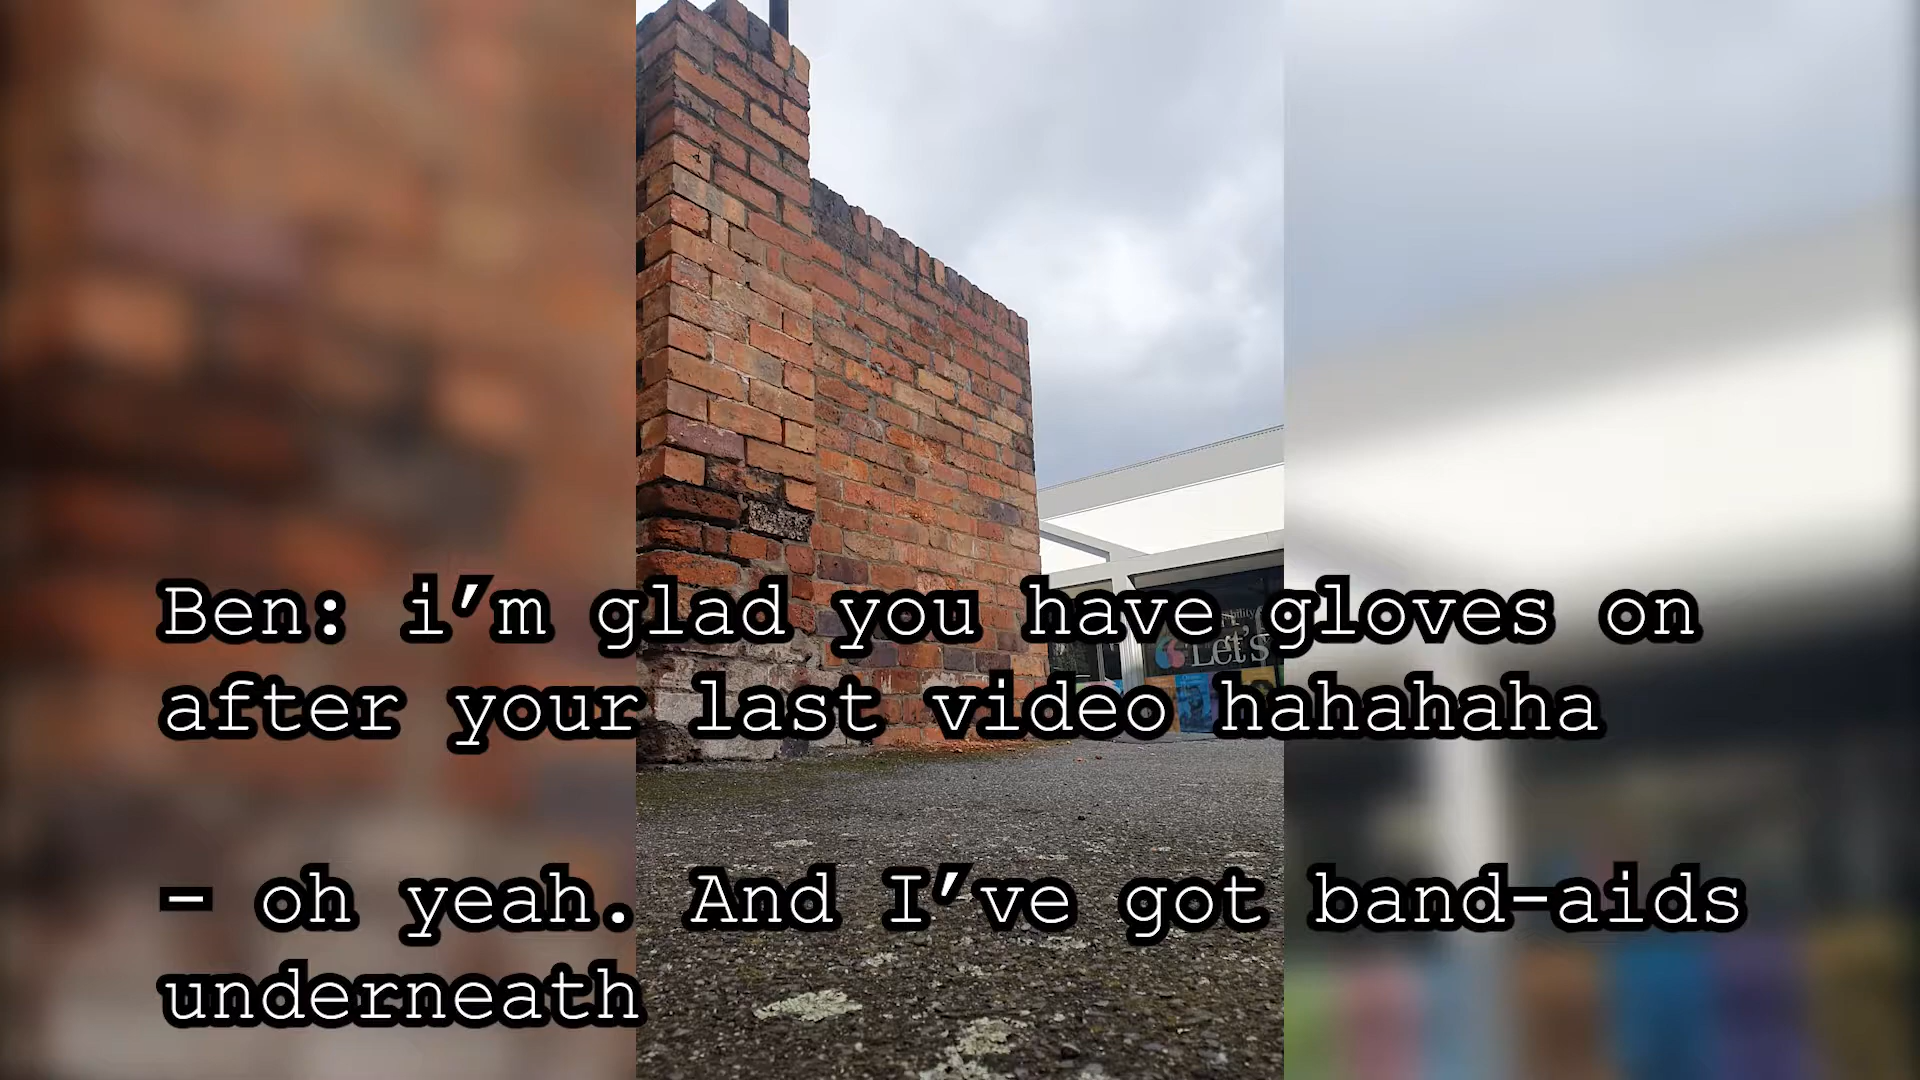 Ben: i’m glad you have gloves on
after your last video hahahaha
- oh yeah. And I’ve got band-aids
underneath
Let's